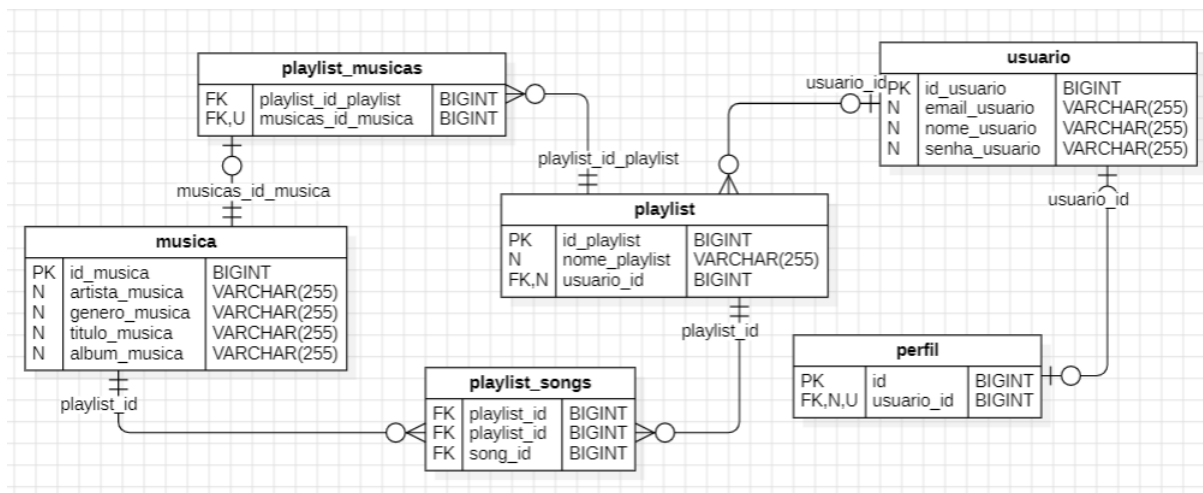 playlist_musicas
FK playlist_id_playlist BIGINT
FK,U musicas_id_musica BIGINT
usuario
PK id_usuario BIGINT
N email_usuario VARCHAR(255)
N nome_usuario VARCHAR(255)
N senha_usuario VARCHAR(255)
usuario_id
playlist_id_playlist
musicas_id_musica
usuario_id
playlist
PK id_playlist BIGINT
N nome_playlist VARCHAR(255)
FK,N usuario_id BIGINT
musica
PK id_musica BIGINT
N artista_musica VARCHAR(255)
N genero_musica VARCHAR(255)
N titulo_musica VARCHAR(255)
N album_musica VARCHAR(255)
playlist_id
perfil
PK id BIGINT
FK,N,U usuario_id BIGINT
playlist_id
playlist_songs
FK playlist_id BIGINT
FK playlist_id BIGINT
FK song_id BIGINT